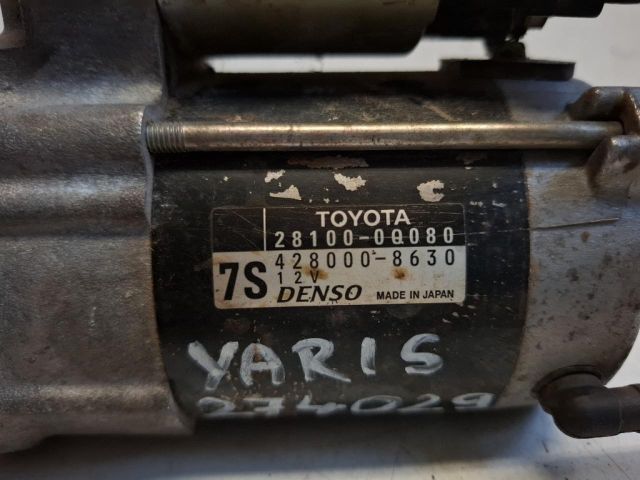 TOYOTA
28100-0Q080
7S 428000-8630
12V
DENSO MADE IN JAPAN
YARIS
274029